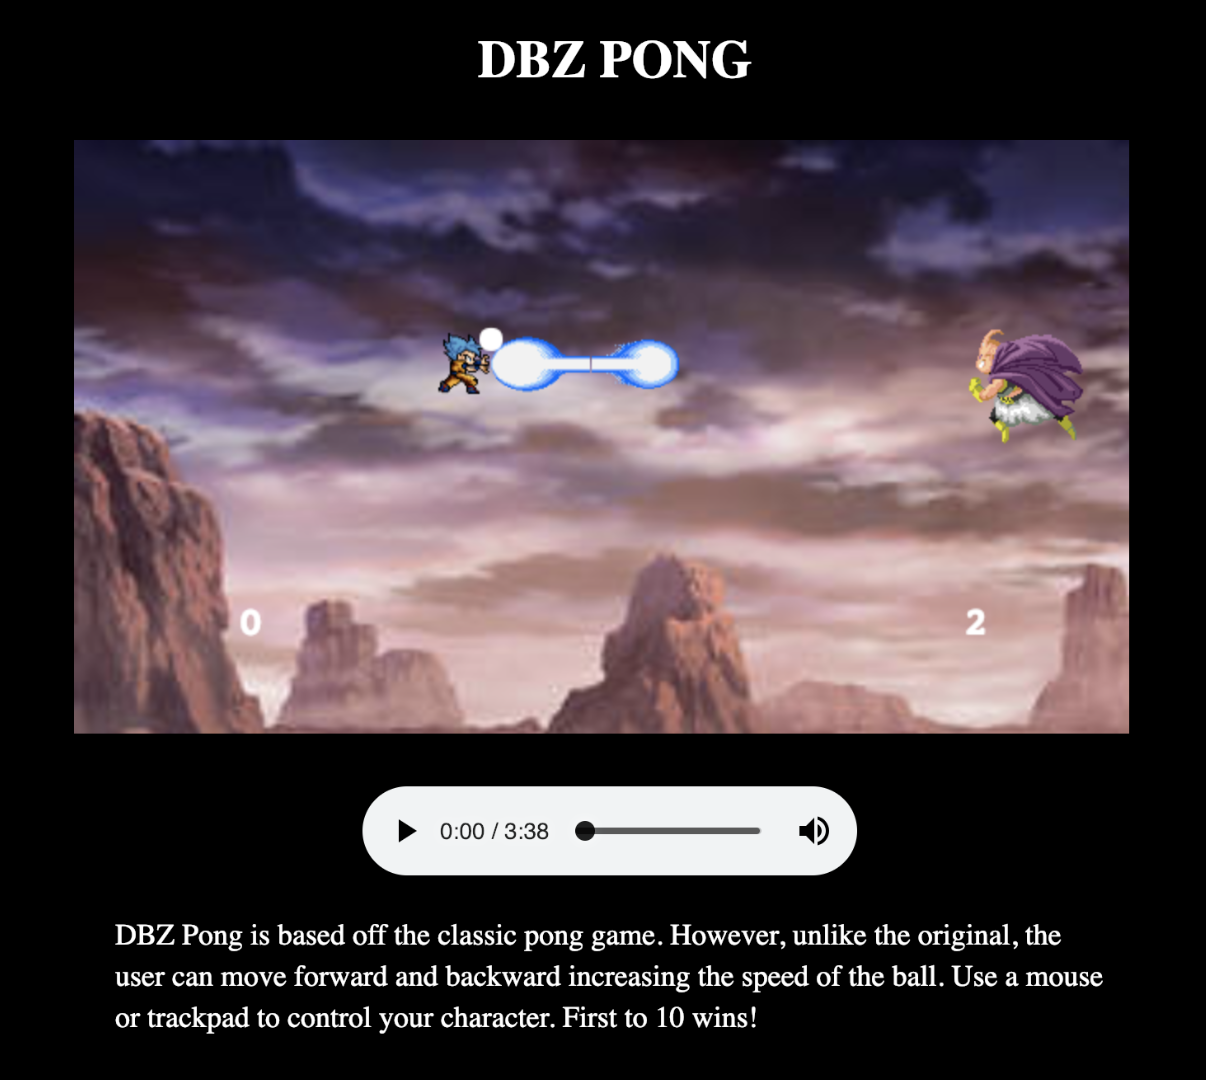 DBZ PONG
0
2
0:00 / 3:38
DBZ Pong is based off the classic pong game. However, unlike the original, the
user can move forward and backward increasing the speed of the ball. Use a mouse
or trackpad to control your character. First to 10 wins!